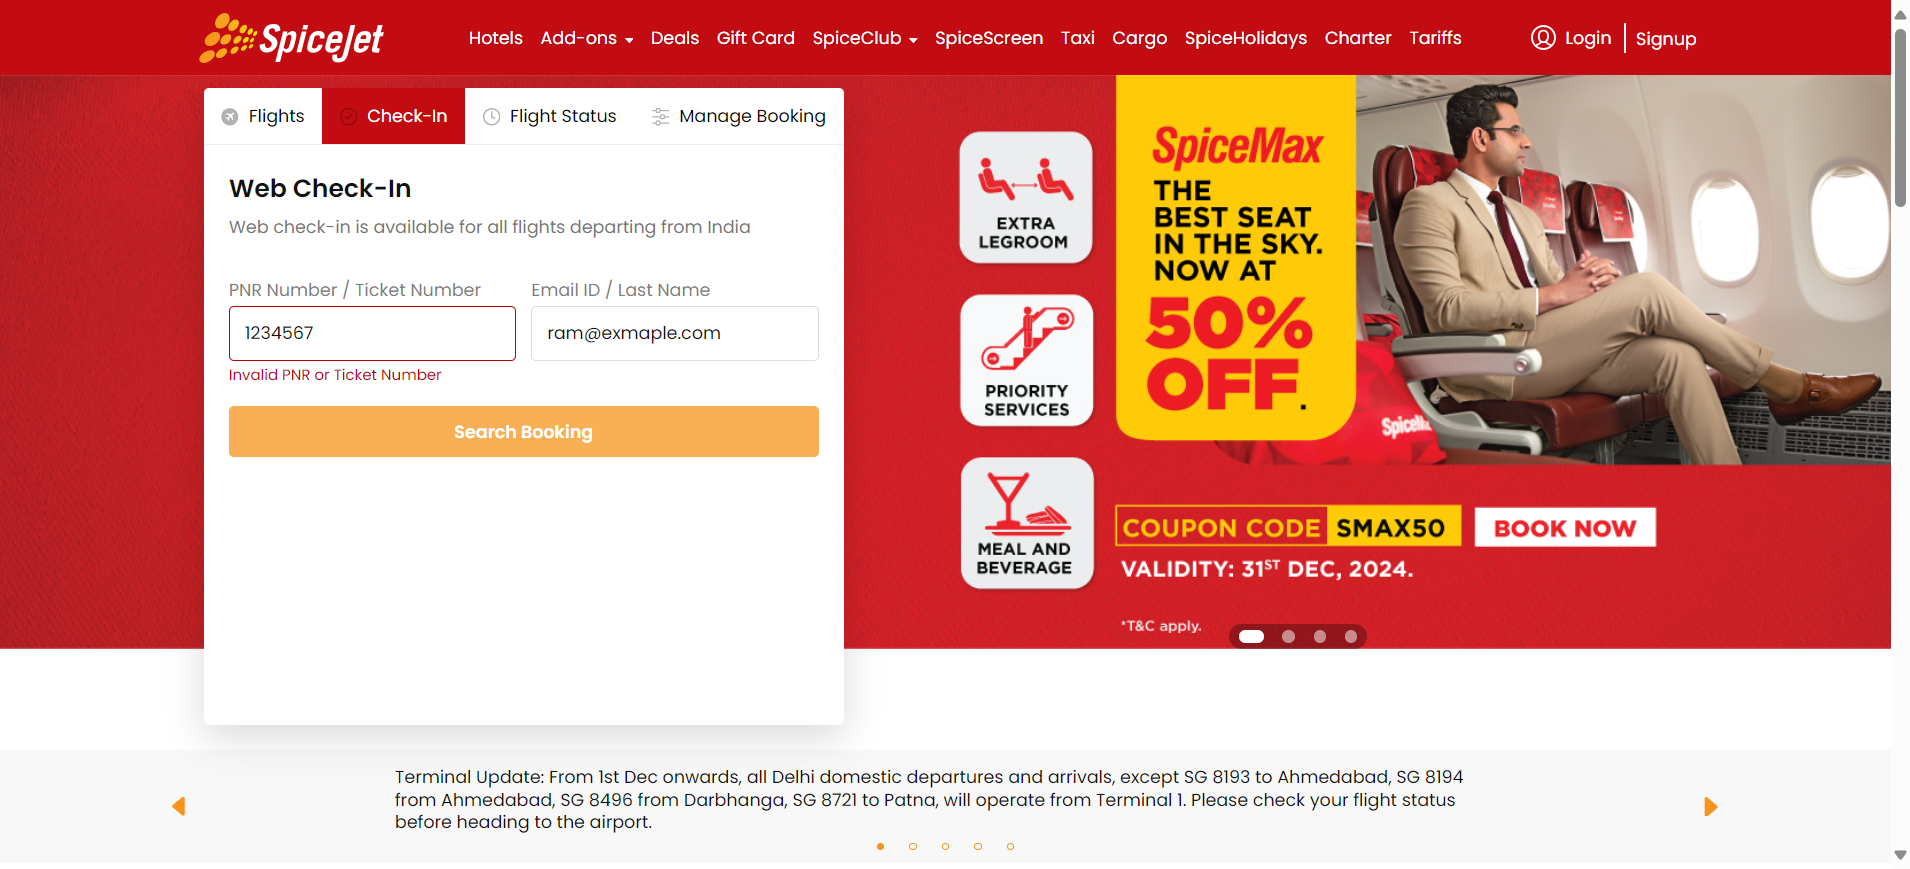 SpiceJet
Hotels Add-ons Deals Gift Card SpiceClub SpiceScreen Taxi Cargo SpiceHolidays Charter Tariffs Login Signup
Flights Check-In Flight Status Manage Booking
Web Check-In
Web check-in is available for all flights departing from India
PNR Number / Ticket Number Email ID / Last Name
1234567 ram@exmaple.com
Invalid PNR or Ticket Number
Search Booking
EXTRA
LEGROOM
PRIORITY
SERVICES
MEAL AND
BEVERAGE
SpiceMax
THE
BEST SEAT
IN THE SKY.
NOW AT
50%
OFF.
COUPON CODE SMAX50 BOOK NOW
VALIDITY: 31ST DEC, 2024.
*T&C apply.
Terminal Update: From 1st Dec onwards, all Delhi domestic departures and arrivals, except SG 8193 to Ahmedabad, SG 8194
from Ahmedabad, SG 8496 from Darbhanga, SG 8721 to Patna, will operate from Terminal 1. Please check your flight status
before heading to the airport.